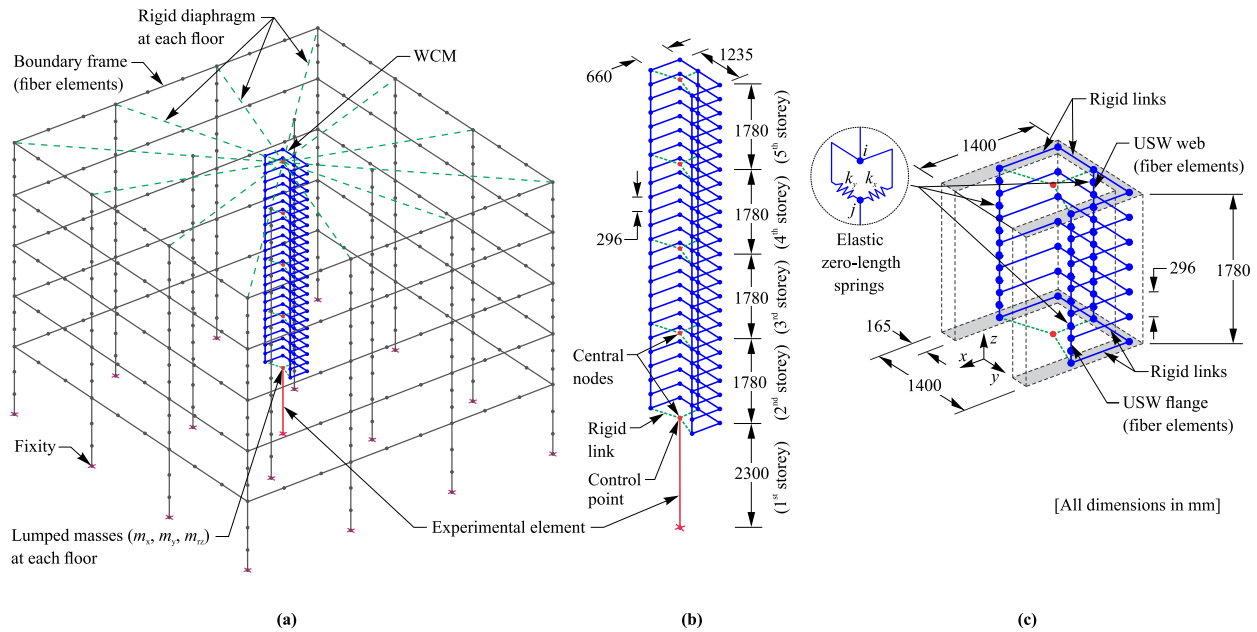 Rigid diaphragm
at each floor
WCM
Boundary frame
(fiber elements)
Fixity
Lumped masses (mx, my, mrz)
at each floor
Experimental element
(a)
660
1235
296
1780
1780
1780
1780
2300
(5th storey)
(4th storey)
(3rd storey)
(2nd storey)
(1st storey)
Central
nodes
Rigid
link
Control
point
(b)
i
ky
kx
j
Elastic
zero-length
springs
1400
Rigid links
USW web
(fiber elements)
296
1780
165
1400
x
z
y
Rigid links
USW flange
(fiber elements)
[All dimensions in mm]
(c)